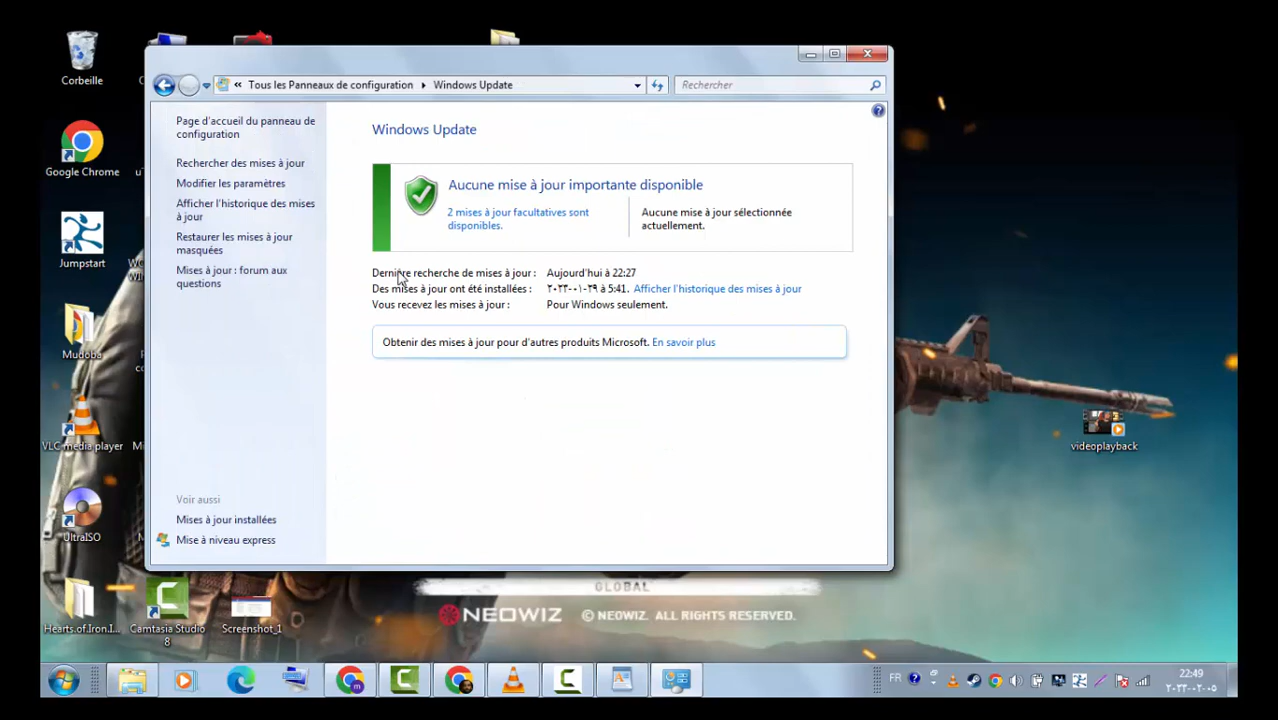 Corbeille
« Tous les Panneaux de configuration ▸ Windows Update
Rechercher
Page d'accueil du panneau de
configuration
Rechercher des mises à jour
Modifier les paramètres
Afficher l'historique des mises
à jour
Restaurer les mises à jour
masquées
Mises à jour : forum aux
questions
Windows Update
Aucune mise à jour importante disponible
2 mises à jour facultatives sont
disponibles.
Aucune mise à jour sélectionnée
actuellement.
Dernière recherche de mises à jour : Aujourd'hui à 22:27
Des mises à jour ont été installées : ٢٠٢٣-٠١-٢٩ à 5:41. Afficher l'historique des mises à jour
Vous recevez les mises à jour : Pour Windows seulement.
Obtenir des mises à jour pour d'autres produits Microsoft. En savoir plus
Voir aussi
Mises à jour installées
Mise à niveau express
Google Chrome
Jumpstart
Mudoba
VLC media player
UltraISO
Hearts.of.Iron.I...
Camtasia Studio
8
Screenshot_1
videoplayback
GLOBAL
NEOWIZ © NEOWIZ. ALL RIGHTS RESERVED.
FR
22:49
٢٠٢٣-٠٢-٠٥